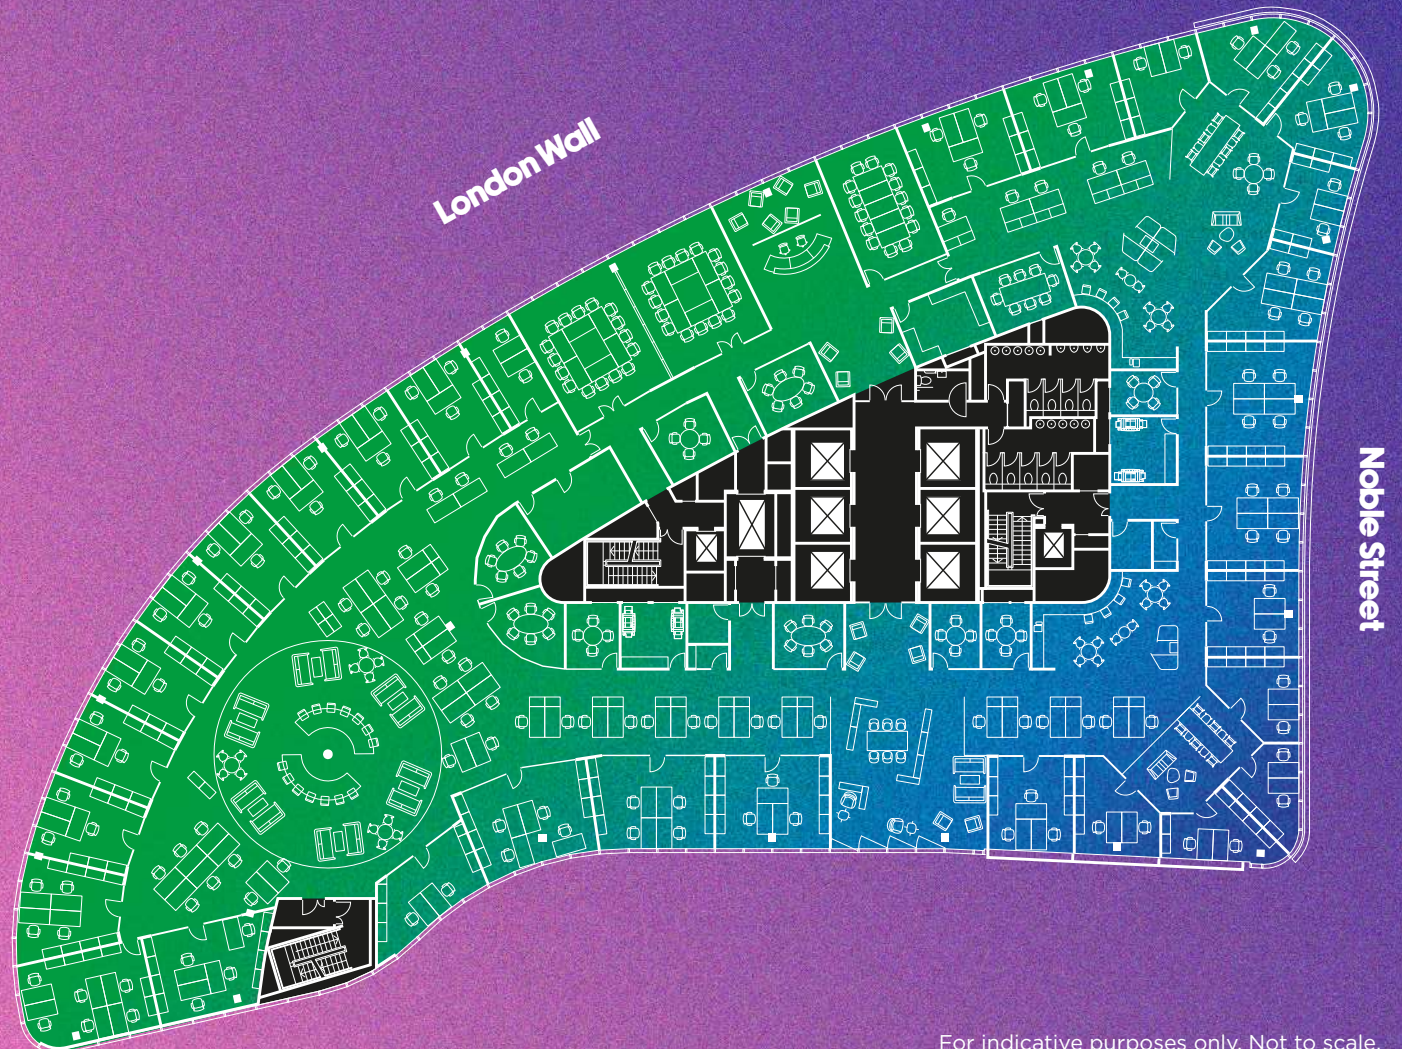 London Wall
Noble Street
For indicative purposes only. Not to scale.